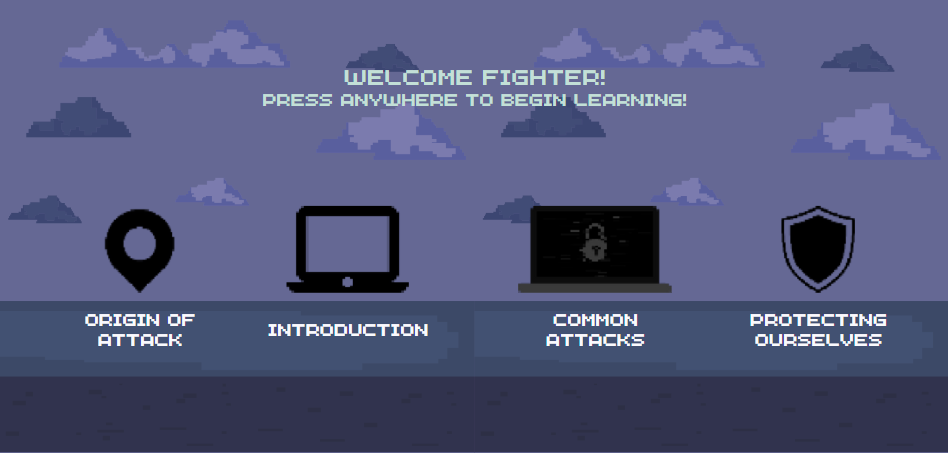 WELCOME FIGHTER!
PRESS ANYWHERE TO BEGIN LEARNING!
ORIGIN OF
ATTACK
INTRODUCTION
COMMON
ATTACKS
PROTECTING
OURSELVES